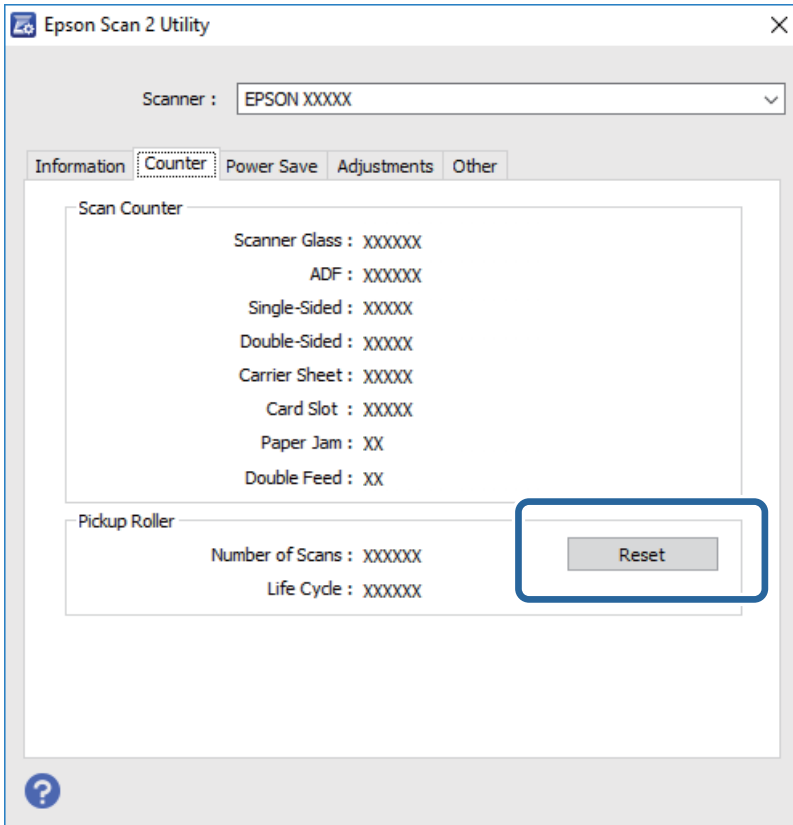 Epson Scan 2 Utility
Scanner : EPSON XXXXX
Information Counter Power Save Adjustments Other
Scan Counter
Scanner Glass : XXXXXX
ADF : XXXXXX
Single-Sided : XXXXX
Double-Sided : XXXXX
Carrier Sheet : XXXXX
Card Slot : XXXXX
Paper Jam : XX
Double Feed : XX
Pickup Roller
Number of Scans : XXXXXX Reset
Life Cycle : XXXXXX
?